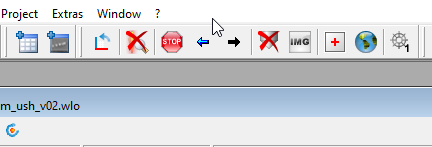 Project Extras Window ?
STOP IMG 1
m_ush_v02.wlo